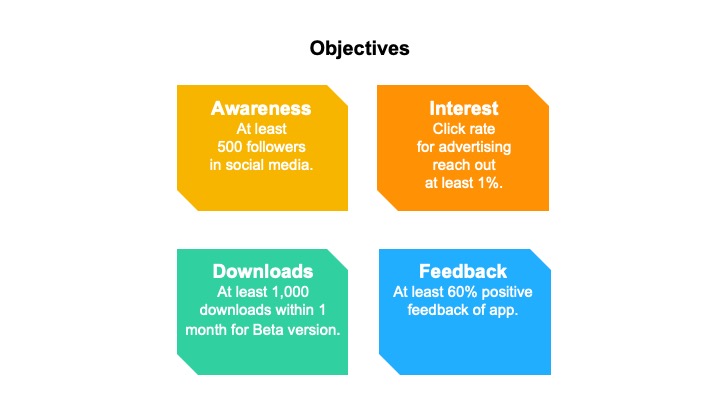 Objectives
Awareness
At least
500 followers
in social media.
Interest
Click rate
for advertising
reach out
at least 1%.
Downloads
At least 1,000
downloads within 1
month for Beta version.
Feedback
At least 60% positive
feedback of app.